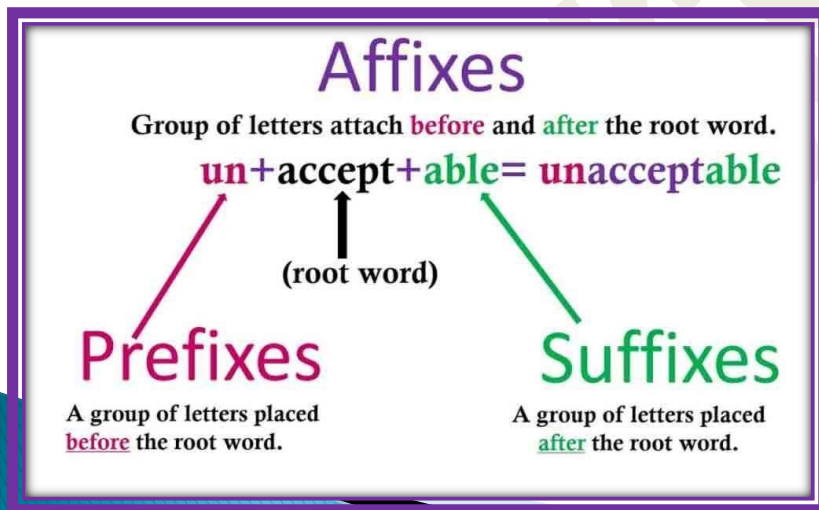 Affixes
Group of letters attach before and after the root word.
un+accept+able= unacceptable
(root word)
Prefixes
A group of letters placed
before the root word.
Suffixes
A group of letters placed
after the root word.